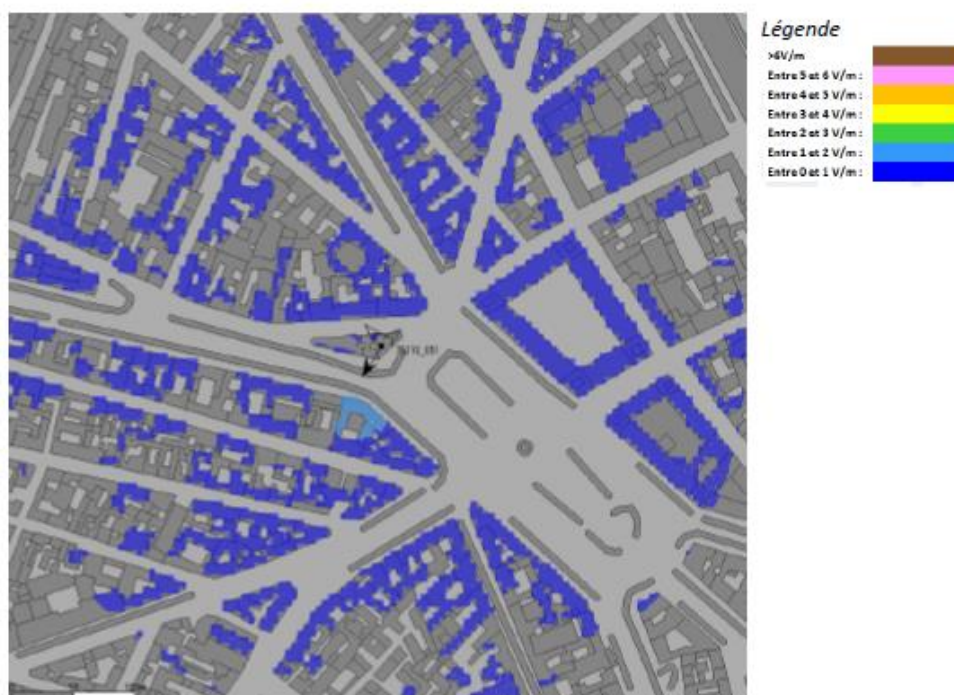 Légende
>6V/m
Entre 5 et 6 V/m :
Entre 4 et 5 V/m :
Entre 3 et 4 V/m :
Entre 2 et 3 V/m :
Entre 1 et 2 V/m :
Entre 0 et 1 V/m :